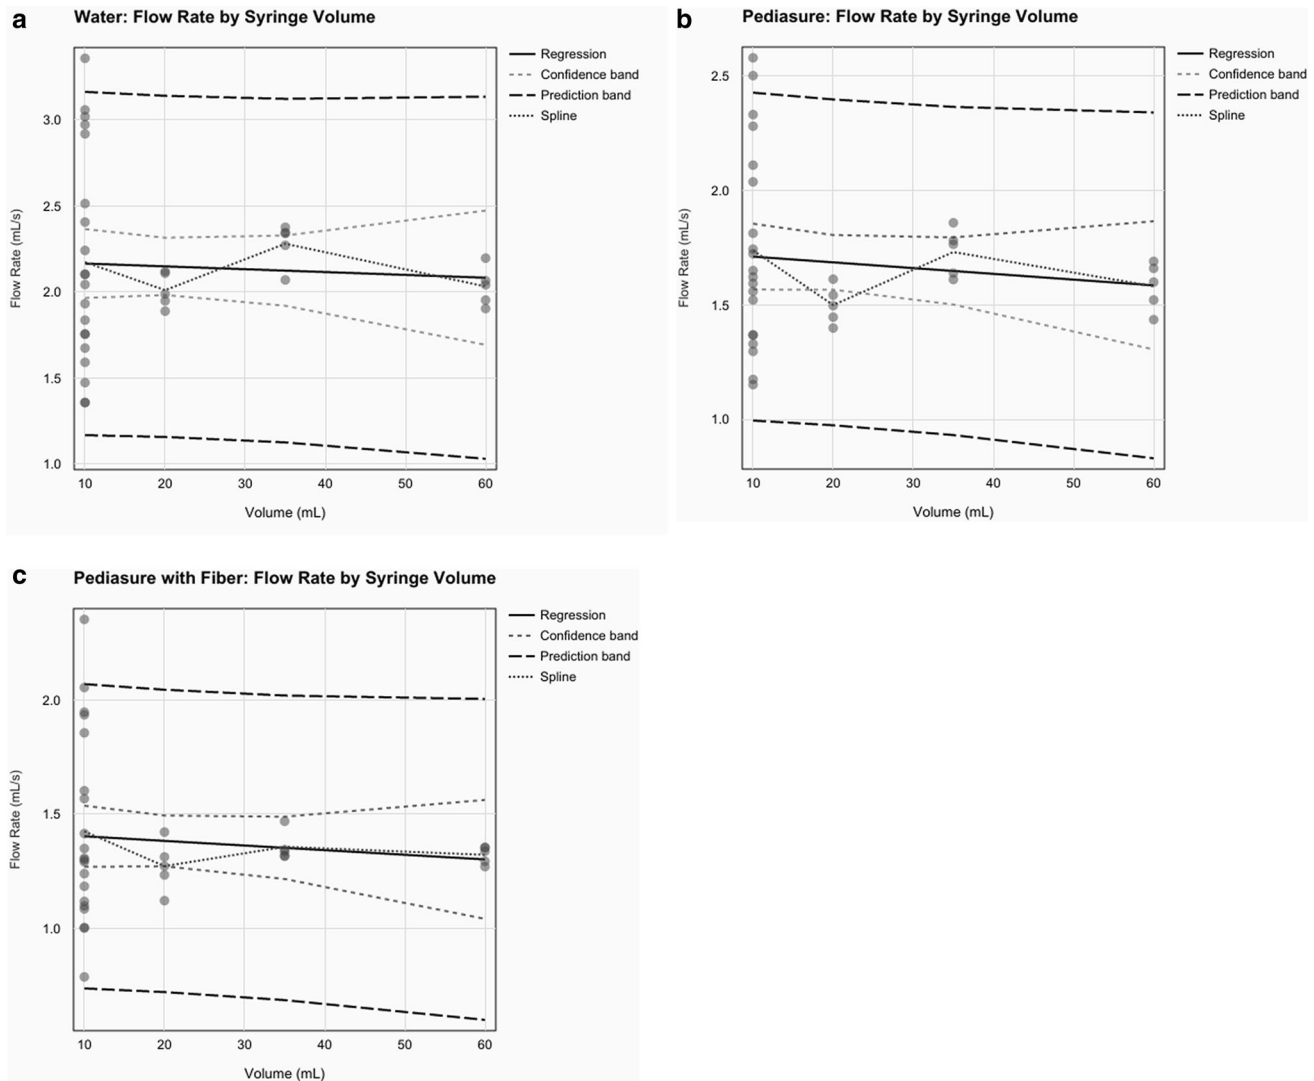 a
Water: Flow Rate by Syringe Volume
Flow Rate (mL/s)
3.0
2.5
2.0
1.5
1.0
10 20 30 40 50 60
Volume (mL)
Regression
Confidence band
Prediction band
Spline
b
Pediasure: Flow Rate by Syringe Volume
Flow Rate (mL/s)
2.5
2.0
1.5
1.0
10 20 30 40 50 60
Volume (mL)
Regression
Confidence band
Prediction band
Spline
c
Pediasure with Fiber: Flow Rate by Syringe Volume
Flow Rate (mL/s)
2.0
1.5
1.0
10 20 30 40 50 60
Volume (mL)
Regression
Confidence band
Prediction band
Spline